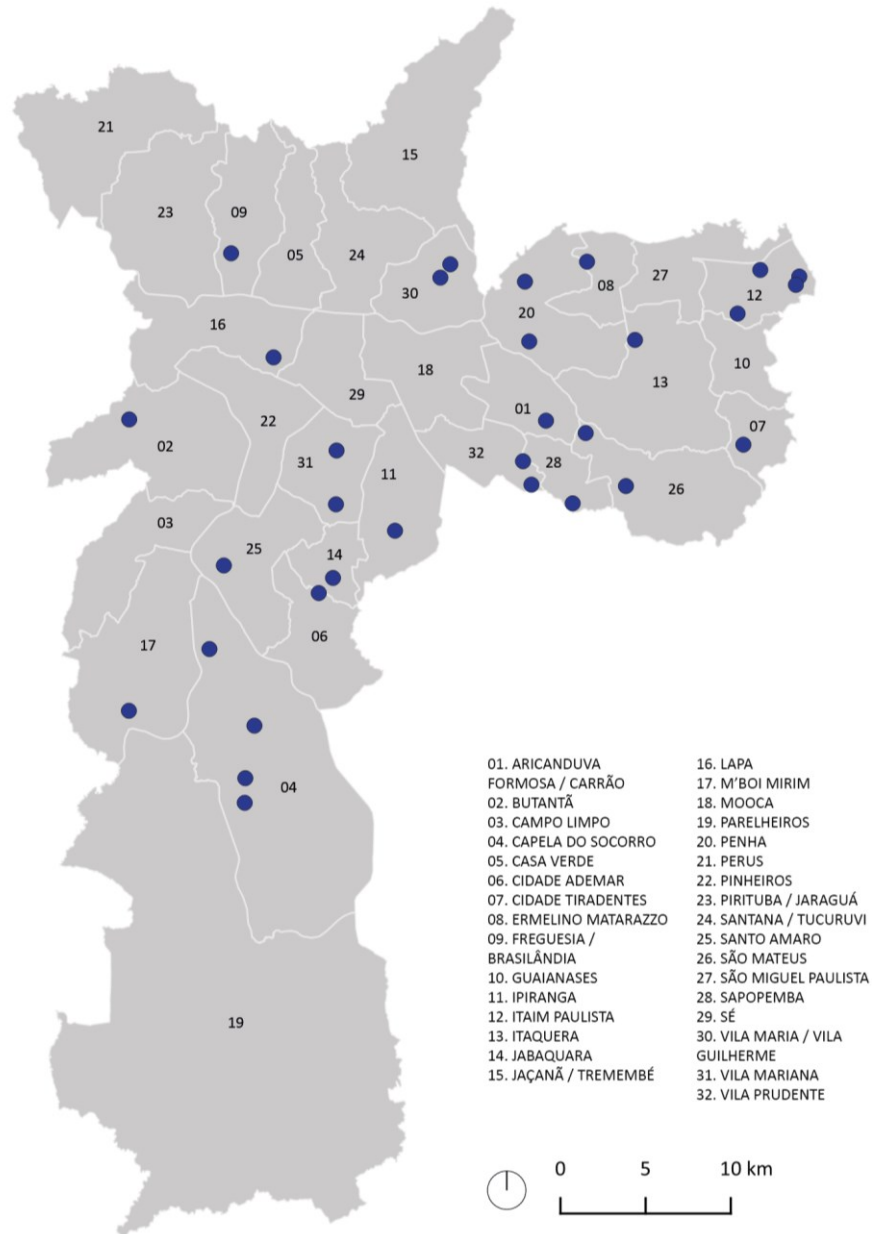 21
15
23
09
05
24
30
08
27
12
20
16
18
13
10
29
01
22
02
07
31
32
28
11
26
03
25
14
06
17
04
19
01. ARICANDUVA
FORMOSA / CARRÃO
02. BUTANTÃ
03. CAMPO LIMPO
04. CAPELA DO SOCORRO
05. CASA VERDE
06. CIDADE ADEMAR
07. CIDADE TIRADENTES
08. ERMELINO MATARAZZO
09. FREGUESIA /
BRASILÂNDIA
10. GUAIANASES
11. IPIRANGA
12. ITAIM PAULISTA
13. ITAQUERA
14. JABAQUARA
15. JAÇANÃ / TREMEMBÉ
16. LAPA
17. M'BOI MIRIM
18. MOOCA
19. PARELHEIROS
20. PENHA
21. PERUS
22. PINHEIROS
23. PIRITUBA / JARAGUÁ
24. SANTANA / TUCURUVI
25. SANTO AMARO
26. SÃO MATEUS
27. SÃO MIGUEL PAULISTA
28. SAPOPEMBA
29. SÉ
30. VILA MARIA / VILA
GUILHERME
31. VILA MARIANA
32. VILA PRUDENTE
0 5 10 km